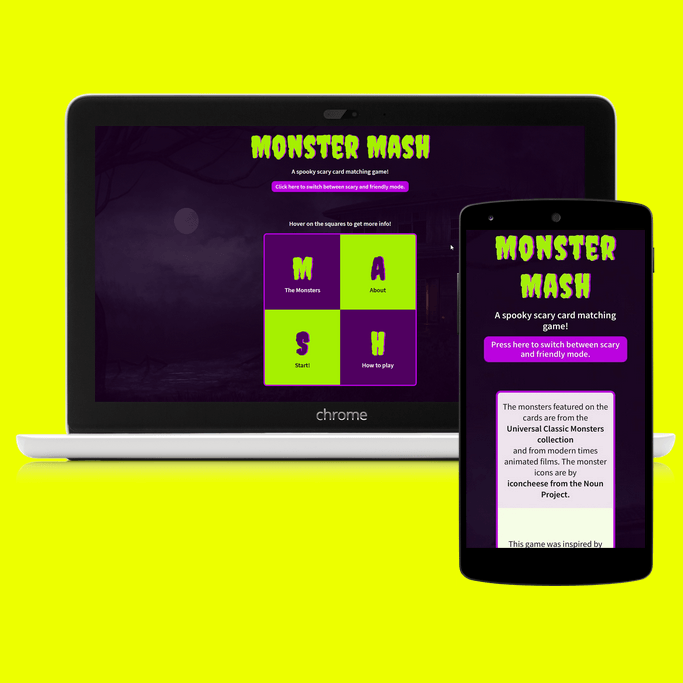 MONSTER MASH
A spooky scary card matching game!
Click here to switch between scary and friendly mode.
Hover on the squares to get more info!
M
The Monsters
A
About
S
Start!
H
How to play
chrome
MONSTER
MASH
A spooky scary card matching
game!
Press here to switch between scary
and friendly mode.
The monsters featured on the
cards are from the
Universal Classic Monsters
collection
and from modern times
animated films. The monster
icons are by
iconcheese from the Noun
Project.
This game was inspired by